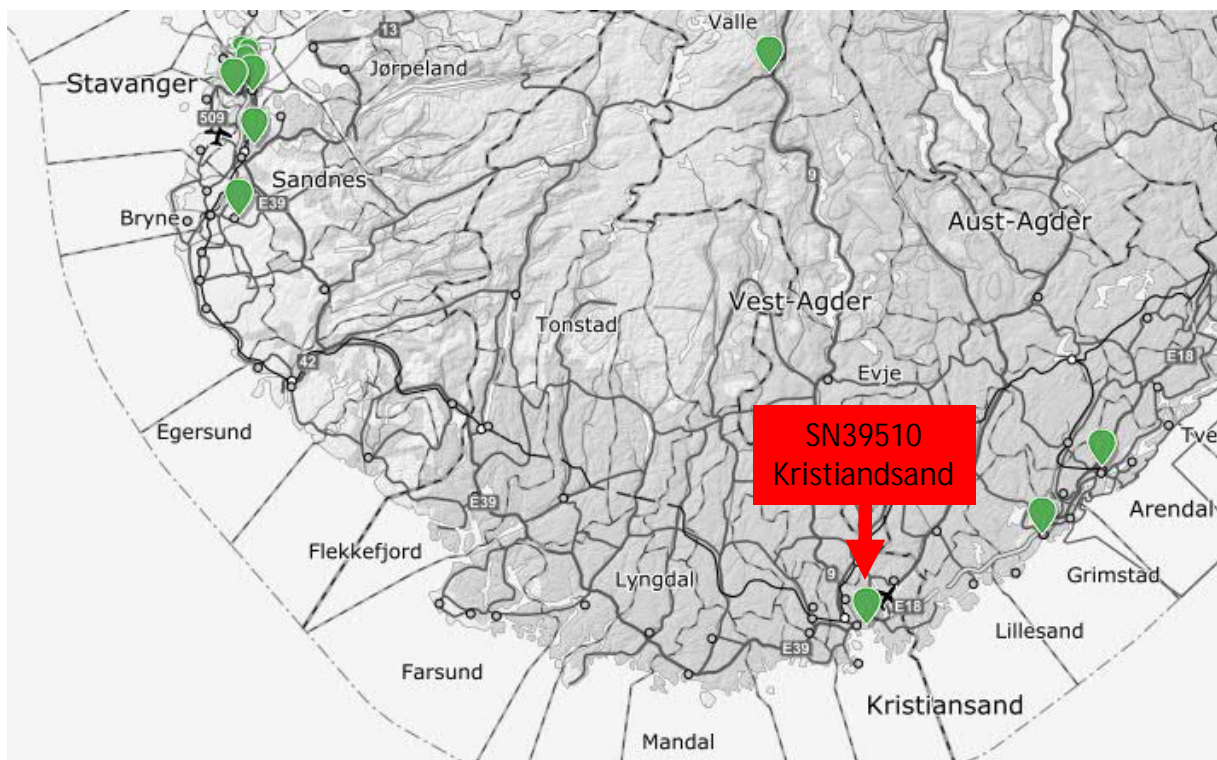 Valle
13
Jørpeland
Stavanger
509
9
Sandnes
E39
Bryne
Aust-Agder
Vest-Agder
Tonstad
42
E18
Evje
Egersund
SN39510
Kristiandsand
Tve
E39
Arendal
Flekkefjord
Lyngdal
9
Grimstad
E18
Lillesand
E39
Farsund
Kristiansand
Mandal